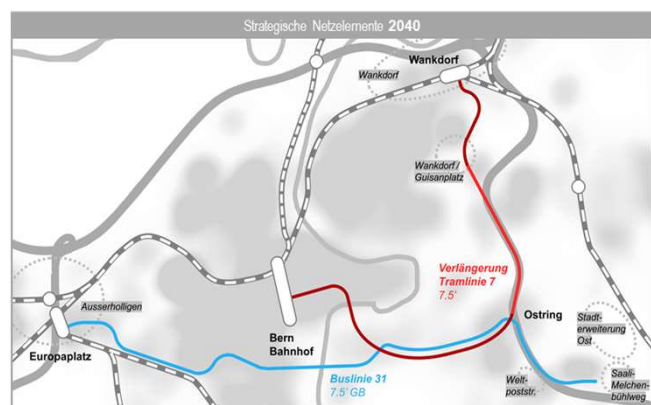 Strategische Netzelemente 2040
Wankdorf
Wankdorf
Wankdorf /
Guisanplatz
Verlängerung
Tramlinie 7
7.5'
Ausserholligen
Ostring
Stadt-
erweiterung
Ost
Europaplatz
Bern
Bahnhof
Buslinie 31
7.5' GB
Welt-
poststr.
Saali-
Melchen-
bühlweg